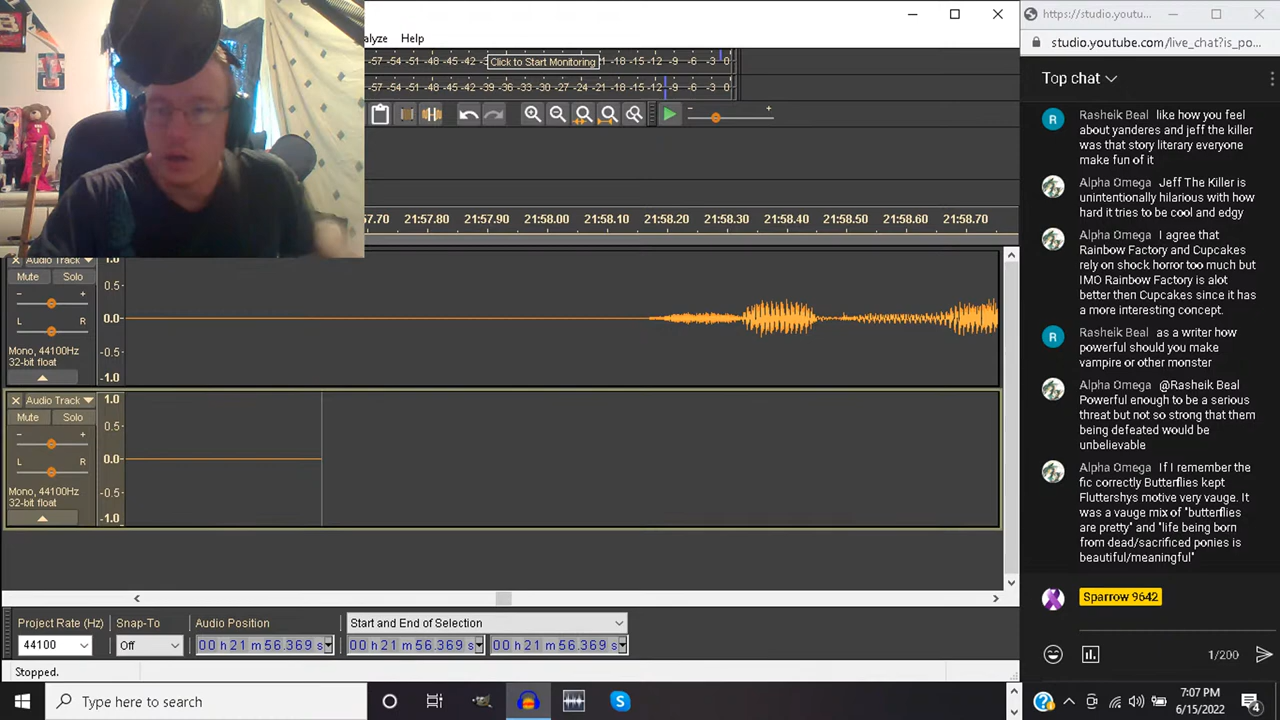 https://studio.youtu...
studio.youtube.com/live_chat?is_po...
alyze Help
-57 -54 -51 -48 -45 -42 Click to Start Monitoring 1 -18 -15 -12 -9 -6 -3 0
-57 -54 -51 -48 -45 -42 -39 -36 -33 -30 -27 -24 -21 -18 -15 -12 -9 -6 -3 0
- +
7.70 21:57.80 21:57.90 21:58.00 21:58.10 21:58.20 21:58.30 21:58.40 21:58.50 21:58.60 21:58.70
Audio Track
Mute Solo
- +
L R
Mono, 44100Hz
32-bit float
1.0
0.5
0.0
-0.5
-1.0
Audio Track
Mute Solo
- +
L R
Mono, 44100Hz
32-bit float
1.0
0.5
0.0
-0.5
-1.0
Project Rate (Hz) Snap-To Audio Position Start and End of Selection
44100 Off 00 h 21 m 56.369 s 00 h 21 m 56.369 s 00 h 21 m 56.369 s
Stopped.
Top chat
R Rasheik Beal like how you feel
about yanderes and jeff the killer
was that story literary everyone
make fun of it
Alpha Omega Jeff The Killer is
unintentionally hilarious with how
hard it tries to be cool and edgy
Alpha Omega I agree that
Rainbow Factory and Cupcakes
rely on shock horror too much but
IMO Rainbow Factory is alot
better then Cupcakes since it has
a more interesting concept.
R Rasheik Beal as a writer how
powerful should you make
vampire or other monster
Alpha Omega @Rasheik Beal
Powerful enough to be a serious
threat but not so strong that them
being defeated would be
unbelievable
Alpha Omega If I remember the
fic correctly Butterflies kept
Fluttershys motive very vauge. It
was a vauge mix of "butterflies
are pretty" and "life being born
from dead/sacrificed ponies is
beautiful/meaningful"
Sparrow 9642
1/200
Type here to search
7:07 PM
6/15/2022
4